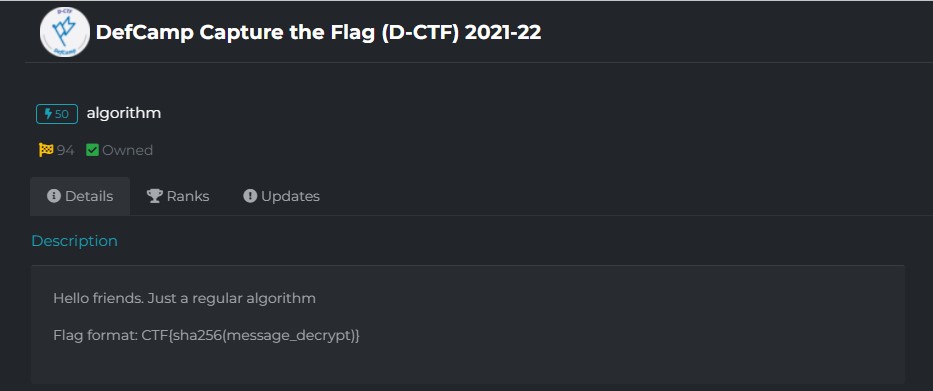 D-CTF
DefCamp
DefCamp Capture the Flag (D-CTF) 2021-22
50 algorithm
94 Owned
Details Ranks Updates
Description
Hello friends. Just a regular algorithm
Flag format: CTF{sha256(message_decrypt)}